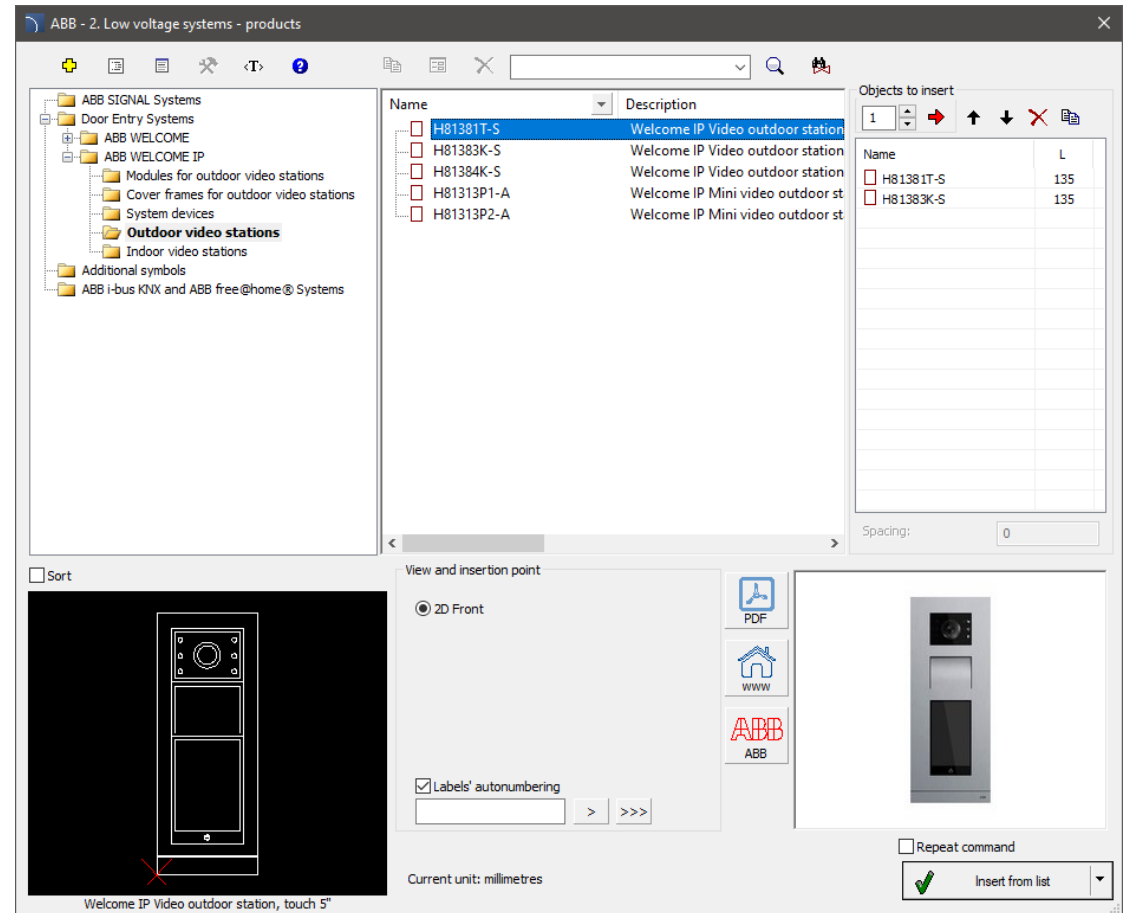 ABB - 2. Low voltage systems - products
<T>
?
ABB SIGNAL Systems
Door Entry Systems
ABB WELCOME
ABB WELCOME IP
Modules for outdoor video stations
Cover frames for outdoor video stations
System devices
Outdoor video stations
Indoor video stations
Additional symbols
ABB i-bus KNX and ABB free@home® Systems
Name Description
H81381T-S Welcome IP Video outdoor station
H81383K-S Welcome IP Video outdoor station
H81384K-S Welcome IP Video outdoor station
H81313P1-A Welcome IP Mini video outdoor st
H81313P2-A Welcome IP Mini video outdoor st
Objects to insert
1
Name L
H81381T-S 135
H81383K-S 135
Spacing: 0
Sort
Welcome IP Video outdoor station, touch 5"
View and insertion point
2D Front
Labels' autonumbering
> >>>
Current unit: millimetres
PDF
www
ABB
ABB
Repeat command
Insert from list